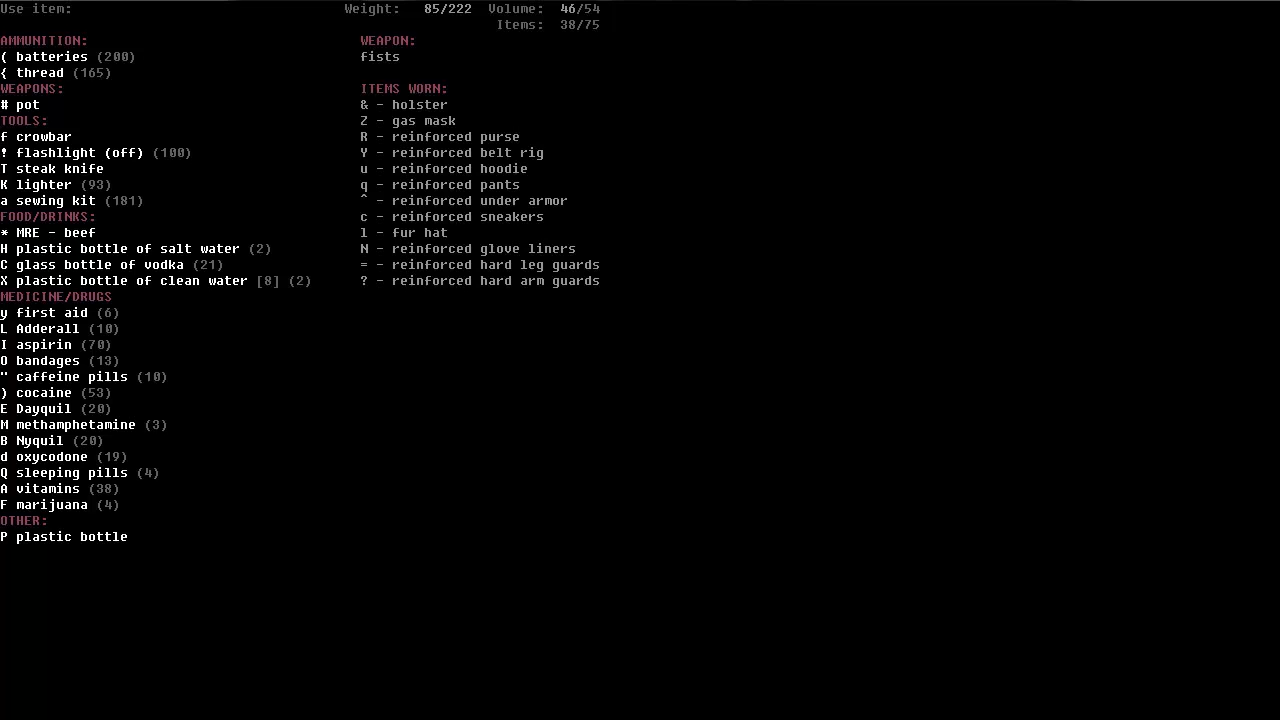 Use item: Weight: 85/222 Volume: 46/54
Items: 38/75
AMMUNITION: WEAPON:
( batteries (200) fists
{ thread (165)
WEAPONS: ITEMS WORN:
# pot & - holster
TOOLS: Z - gas mask
f crowbar R - reinforced purse
! flashlight (off) (100) Y - reinforced belt rig
T steak knife u - reinforced hoodie
K lighter (93) q - reinforced pants
a sewing kit (181) ^ - reinforced under armor
FOOD/DRINKS: c - reinforced sneakers
* MRE - beef l - fur hat
H plastic bottle of salt water (2) N - reinforced glove liners
C glass bottle of vodka (21) = - reinforced hard leg guards
X plastic bottle of clean water [8] (2) ? - reinforced hard arm guards
MEDICINE/DRUGS
y first aid (6)
L Adderall (10)
I aspirin (70)
O bandages (13)
" caffeine pills (10)
) cocaine (53)
E Dayquil (20)
M methamphetamine (3)
B Nyquil (20)
d oxycodone (19)
Q sleeping pills (4)
A vitamins (38)
F marijuana (4)
OTHER:
P plastic bottle